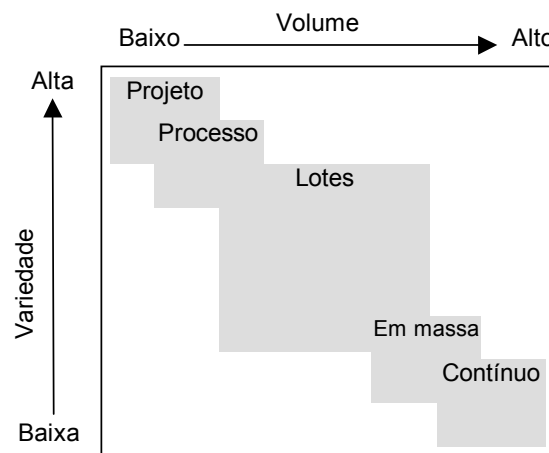 Volume
Baixo
Alto
Alta
Projeto
Processo
Lotes
Variedade
Em massa
Contínuo
Baixa